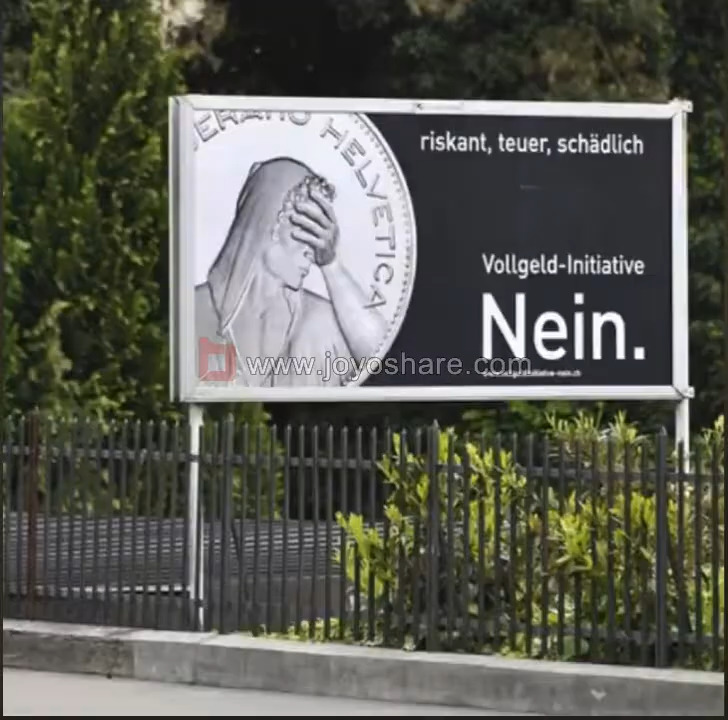 riskant, teuer, schädlich
HELVETICA
Vollgeld-Initiative
Nein.
www.joyoshare.com